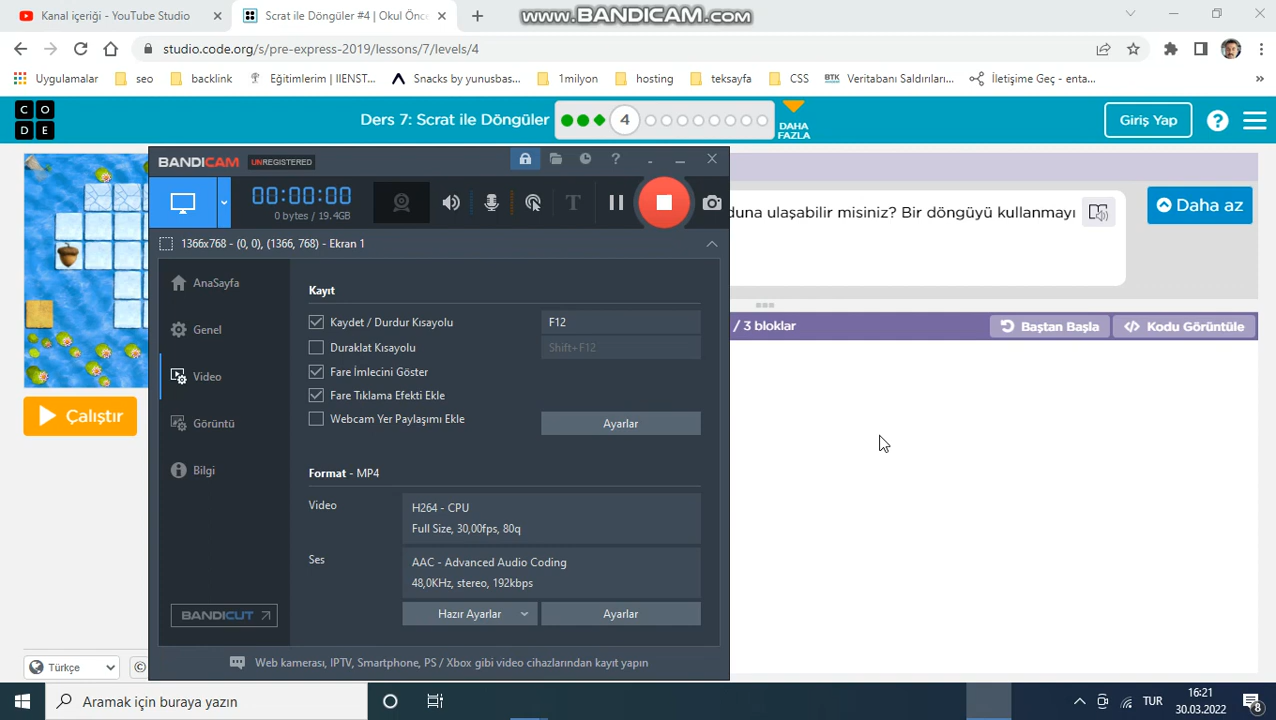 Kanal içeriği - YouTube Studio
Scrat ile Döngüler #4 | Okul Önce
www.BANDICAM.com
studio.code.org/s/pre-express-2019/lessons/7/levels/4
Uygulamalar
seo
backlink
Eğitimlerim | IIENST...
Snacks by yunusbas...
1milyon
hosting
teksayfa
CSS
BTK
Veritabanı Saldırıları...
İletişime Geç - enta...
»
C O
D E
Ders 7: Scrat ile Döngüler
4
DAHA
FAZLA
Giriş Yap
BANDICAM UNREGISTERED
00:00:00
0 bytes / 19.4GB
duna ulaşabilir misiniz? Bir döngüyü kullanmayı
Daha az
1366x768 - (0, 0), (1366, 768) - Ekran 1
AnaSayfa
Genel
Video
Görüntü
Bilgi
BANDICUT
Kayıt
Kaydet / Durdur Kısayolu
F12
Duraklat Kısayolu
Shift+F12
Fare İmlecini Göster
Fare Tıklama Efekti Ekle
Webcam Yer Paylaşımı Ekle
Ayarlar
Format - MP4
Video
H264 - CPU
Full Size, 30,00fps, 80q
Ses
AAC - Advanced Audio Coding
48,0KHz, stereo, 192kbps
Hazır Ayarlar
Ayarlar
Web kamerası, IPTV, Smartphone, PS / Xbox gibi video cihazlarından kayıt yapın
/ 3 bloklar
Baştan Başla
Kodu Görüntüle
Çalıştır
Türkçe
©
Aramak için buraya yazın
TUR
16:21
30.03.2022
8